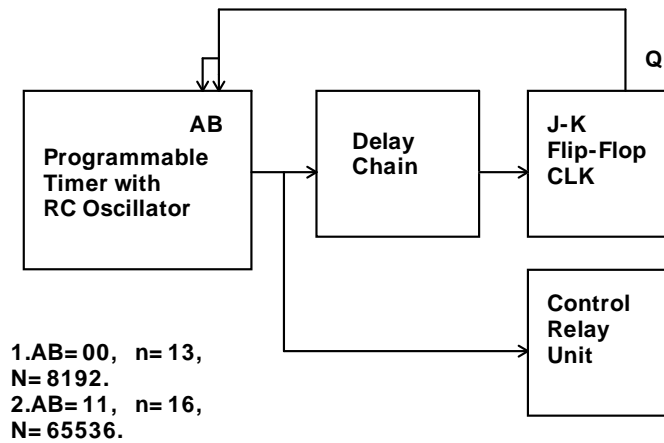 Q
AB
Programmable
Timer with
RC Oscillator
Delay
Chain
J-K
Flip-Flop
CLK
Control
Relay
Unit
1.AB=00, n=13,
N=8192.
2.AB=11, n=16,
N=65536.